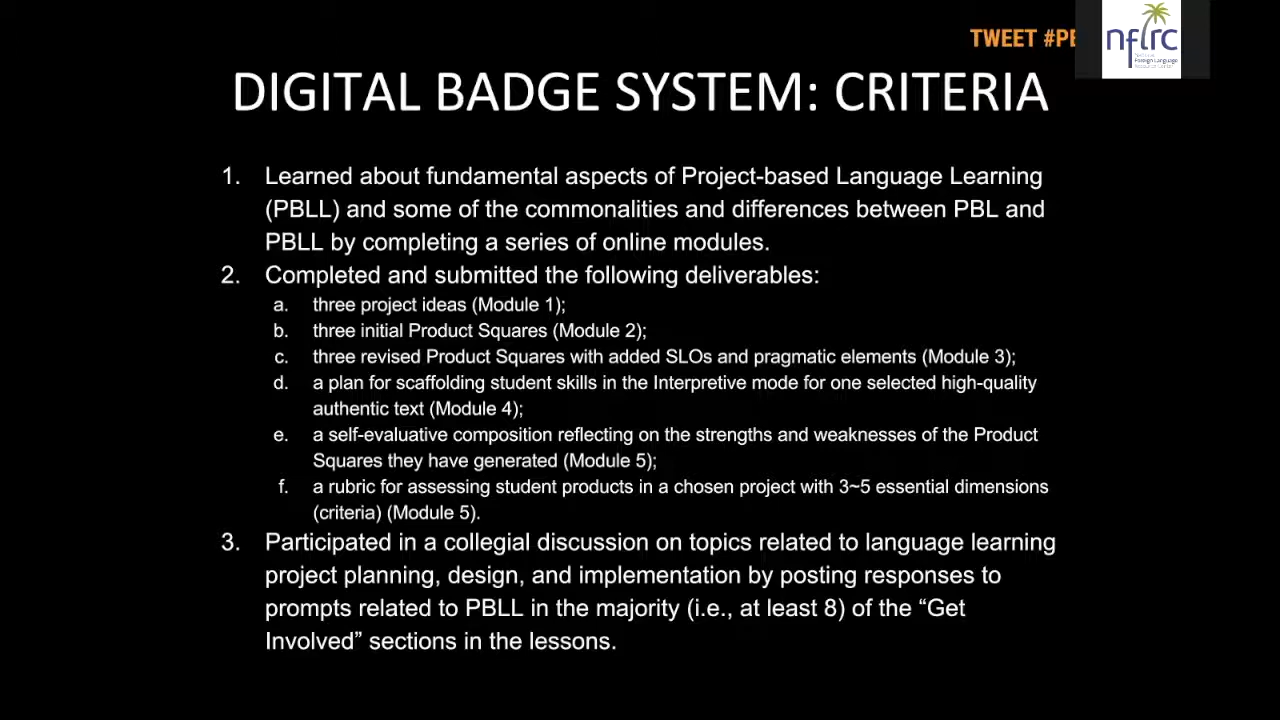 TWEET #PE
nflrc
Foreign Language
DIGITAL BADGE SYSTEM: CRITERIA
1. Learned about fundamental aspects of Project-based Language Learning
(PBLL) and some of the commonalities and differences between PBL and
PBLL by completing a series of online modules.
2. Completed and submitted the following deliverables:
a. three project ideas (Module 1);
b. three initial Product Squares (Module 2);
c. three revised Product Squares with added SLOs and pragmatic elements (Module 3);
d. a plan for scaffolding student skills in the Interpretive mode for one selected high-quality
authentic text (Module 4);
e. a self-evaluative composition reflecting on the strengths and weaknesses of the Product
Squares they have generated (Module 5);
f. a rubric for assessing student products in a chosen project with 3~5 essential dimensions
(criteria) (Module 5).
3. Participated in a collegial discussion on topics related to language learning
project planning, design, and implementation by posting responses to
prompts related to PBLL in the majority (i.e., at least 8) of the “Get
Involved” sections in the lessons.